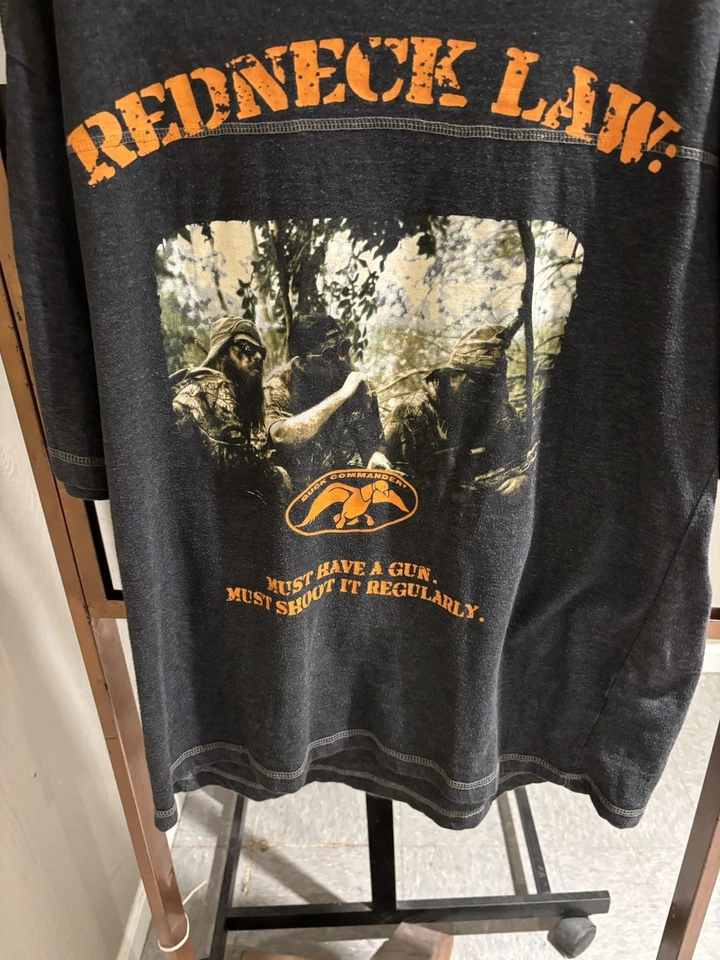 REDNECK LAW:
DUCK COMMANDER
MUST HAVE A GUN.
MUST SHOOT IT REGULARLY.